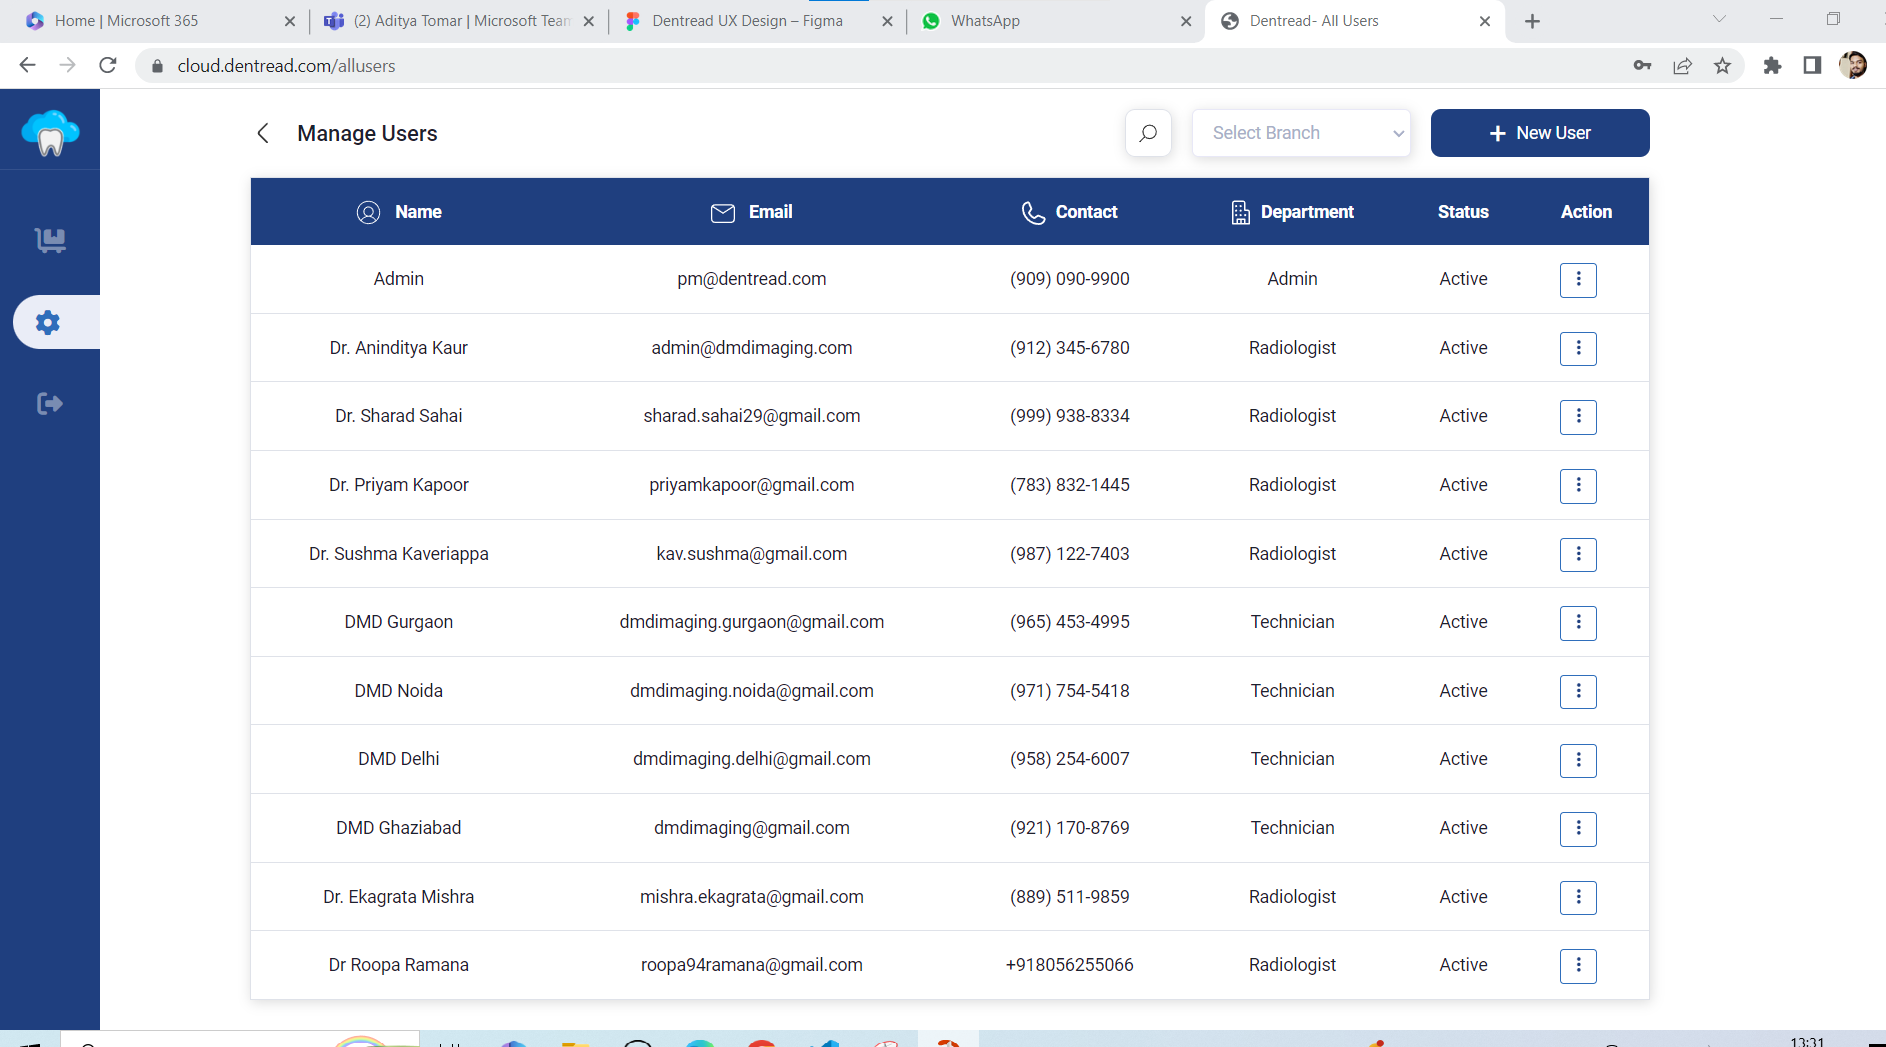 Home | Microsoft 365
(2) Aditya Tomar | Microsoft Team
Dentread UX Design – Figma
WhatsApp
Dentread- All Users
cloud.dentread.com/allusers
Manage Users
Select Branch
+ New User
Name Email Contact Department Status Action
Admin pm@dentread.com (909) 090-9900 Admin Active
Dr. Aninditya Kaur admin@dmdimaging.com (912) 345-6780 Radiologist Active
Dr. Sharad Sahai sharad.sahai29@gmail.com (999) 938-8334 Radiologist Active
Dr. Priyam Kapoor priyamkapoor@gmail.com (783) 832-1445 Radiologist Active
Dr. Sushma Kaveriappa kav.sushma@gmail.com (987) 122-7403 Radiologist Active
DMD Gurgaon dmdimaging.gurgaon@gmail.com (965) 453-4995 Technician Active
DMD Noida dmdimaging.noida@gmail.com (971) 754-5418 Technician Active
DMD Delhi dmdimaging.delhi@gmail.com (958) 254-6007 Technician Active
DMD Ghaziabad dmdimaging@gmail.com (921) 170-8769 Technician Active
Dr. Ekagrata Mishra mishra.ekagrata@gmail.com (889) 511-9859 Radiologist Active
Dr Roopa Ramana roopa94ramana@gmail.com +918056255066 Radiologist Active
13:31